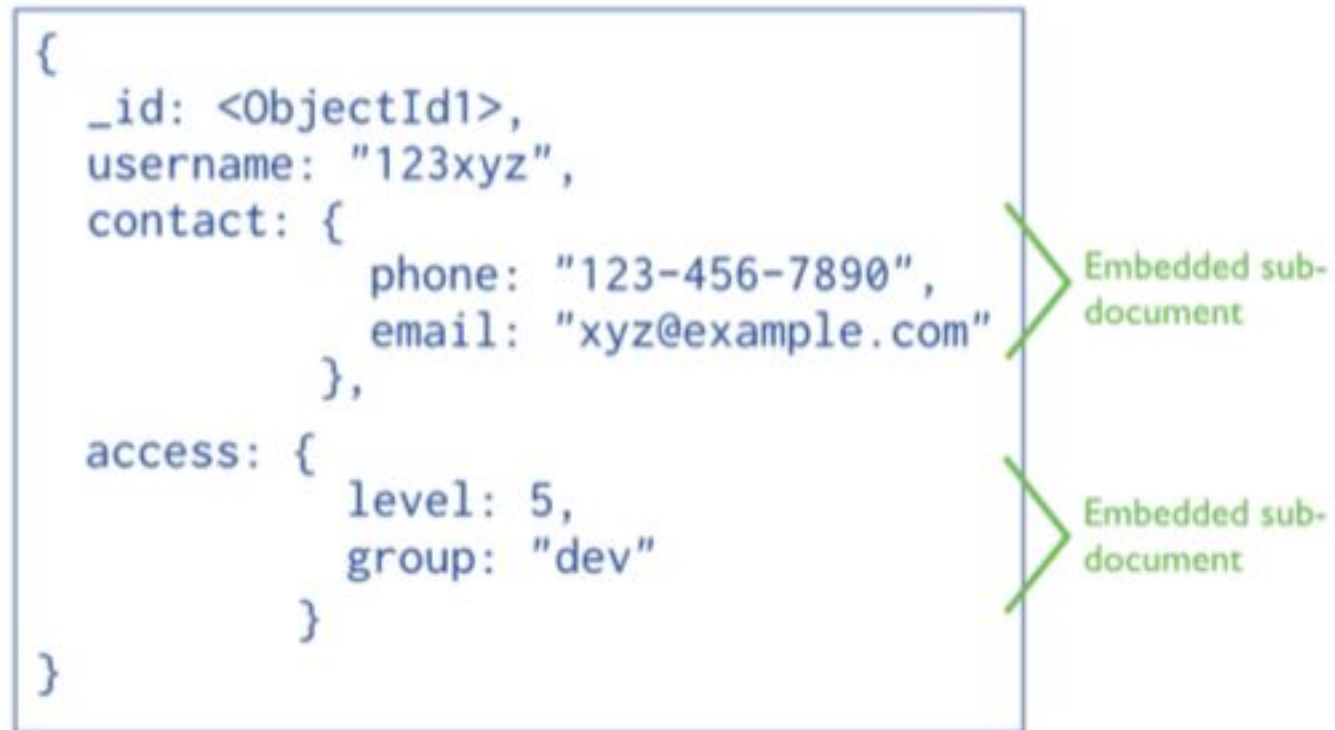 {
_id: <ObjectId1>,
username: "123xyz",
contact: {
phone: "123-456-7890",
email: "xyz@example.com"
},
access: {
level: 5,
group: "dev"
}
}
Embedded sub-
document
Embedded sub-
document